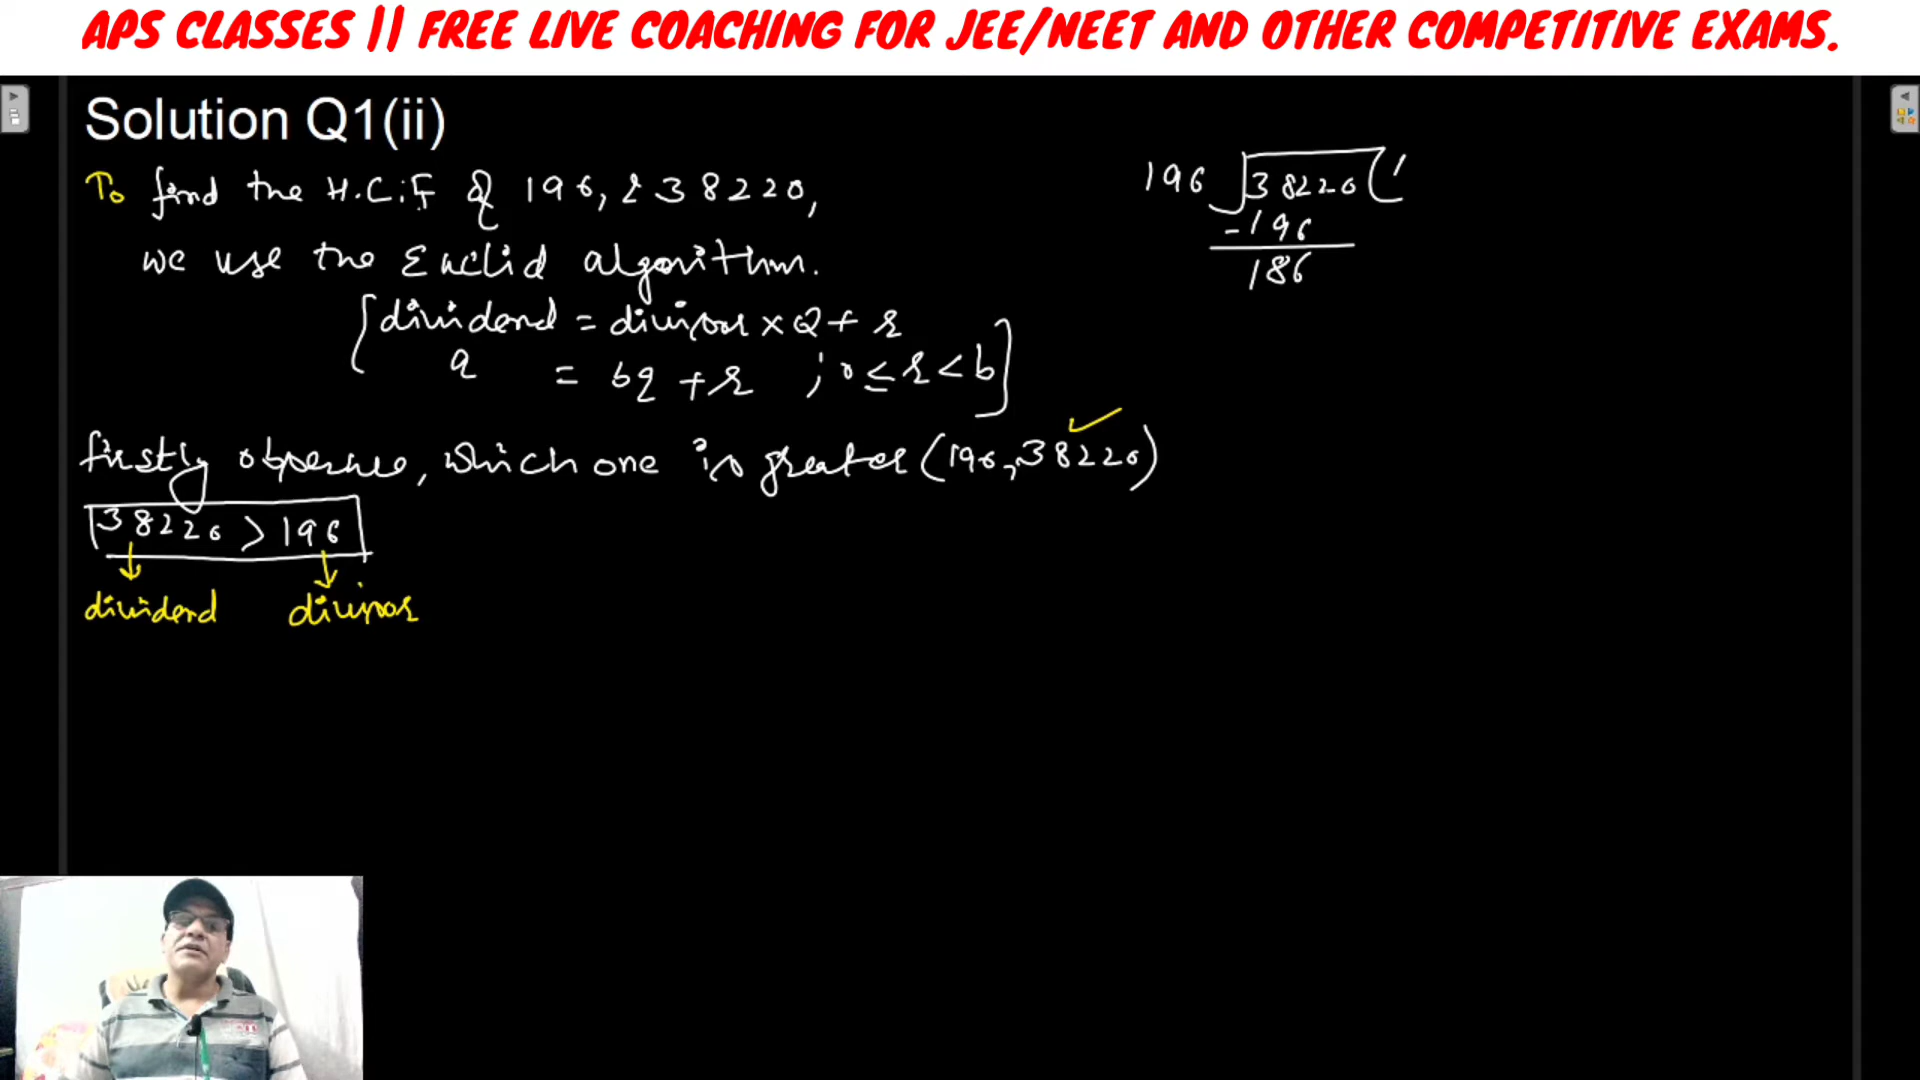 APS CLASSES || FREE LIVE COACHING FOR JEE/NEET AND OTHER COMPETITIVE EXAMS.
Solution Q1(ii)
To find the H.C.F of 196, & 38220,
we use the Euclid algorithm.
[dividend = divisor × Q + r
a = bq + r ; 0 ≤ r < b]
firstly observe, which one is greater (196, 38220) ✓
38220 > 196
↓ ↓
dividend divisor
196 ) 38220 ( 1
-196
186